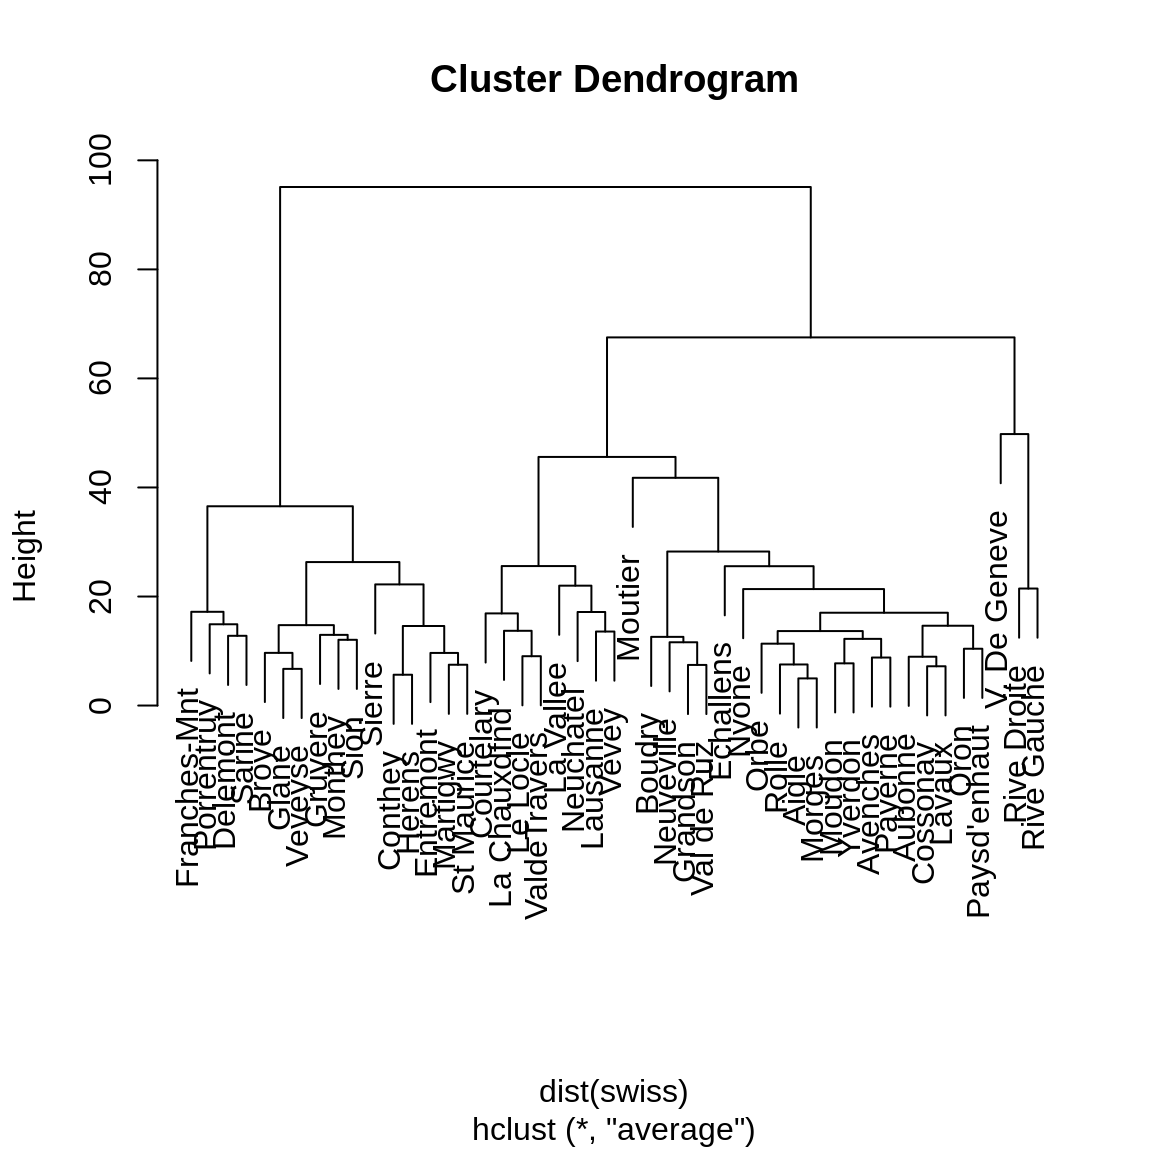 Cluster Dendrogram
Height
100
80
60
40
20
0
Franches-Mnt
Porrentruy
Delemont
Sarine
Broye
Glane
Veveyse
Gruyere
Monthey
Sion
Sierre
Conthey
Herens
Entremont
Martigwy
St Maurice
Courtelary
La Chauxdfnd
Le Locle
ValdeTravers
La Vallee
Neuchatel
Lausanne
Vevey
Moutier
Boudry
Neuveville
Grandson
Val de Ruz
Echallens
Nyone
Orbe
Rolle
Aigle
Morges
Moudon
Yverdon
Avenches
Payerne
Aubonne
Cossonay
Lavaux
Oron
Paysd'enhaut
V. De Geneve
Rive Droite
Rive Gauche
dist(swiss)
hclust (*, "average")